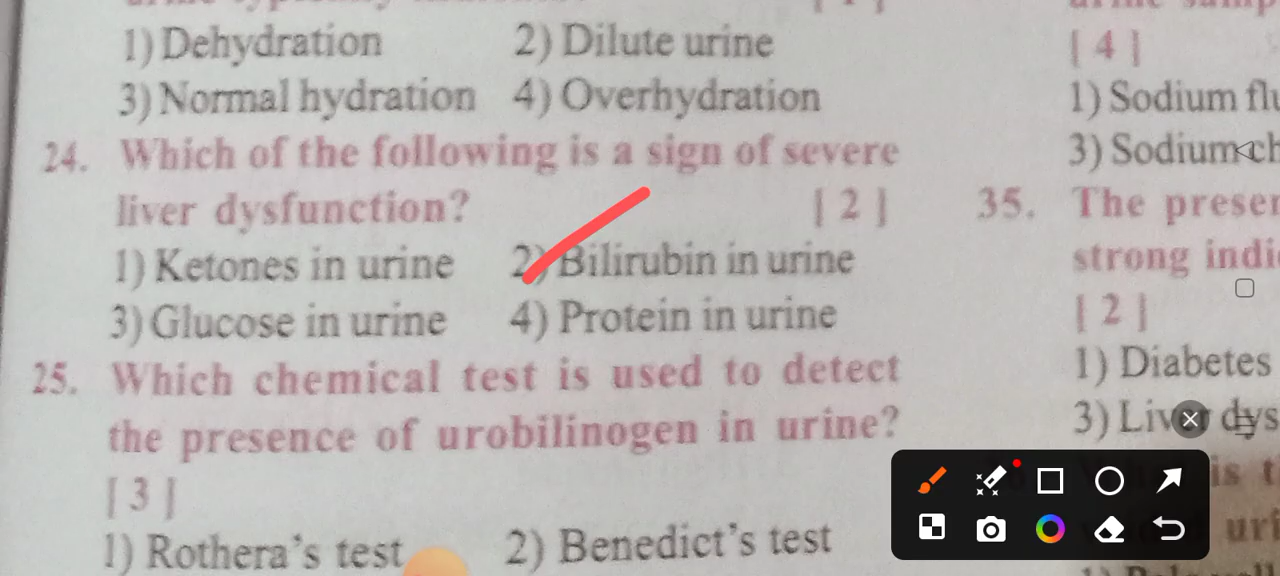 1) Dehydration 2) Dilute urine
3) Normal hydration 4) Overhydration
24. Which of the following is a sign of severe
liver dysfunction? [ 2 ]
1) Ketones in urine 2) Bilirubin in urine
3) Glucose in urine 4) Protein in urine
25. Which chemical test is used to detect
the presence of urobilinogen in urine?
[ 3 ]
1) Rothera's test 2) Benedict's test
[ 4 ]
1) Sodium
3) Sodium
35. The
strong
[ 2 ]
1) Diabetes
3)